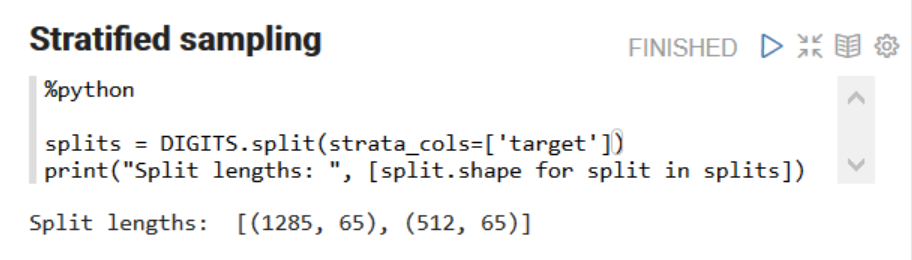 Stratified sampling
FINISHED
%python
splits = DIGITS.split(strata_cols=['target'])
print("Split lengths: ", [split.shape for split in splits])
Split lengths:  [(1285, 65), (512, 65)]